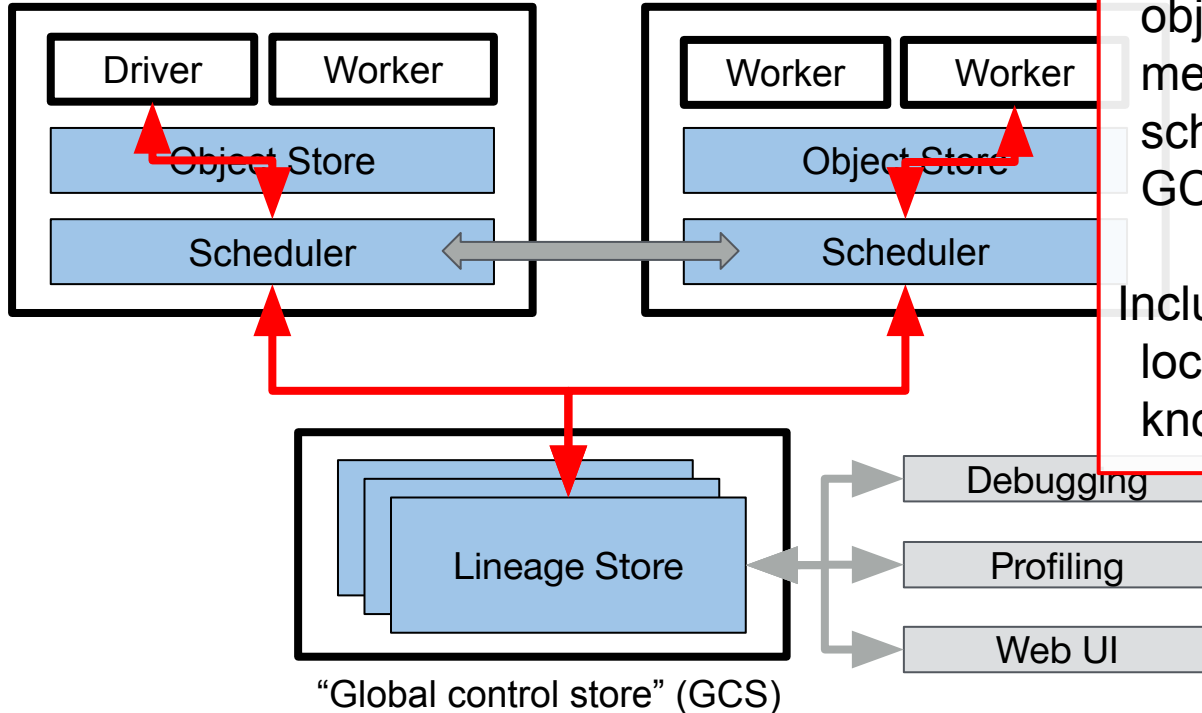 Driver
Worker
Object Store
Scheduler
Worker
Worker
Object Store
Scheduler
Lineage Store
“Global control store” (GCS)
Debugging
Profiling
Web UI